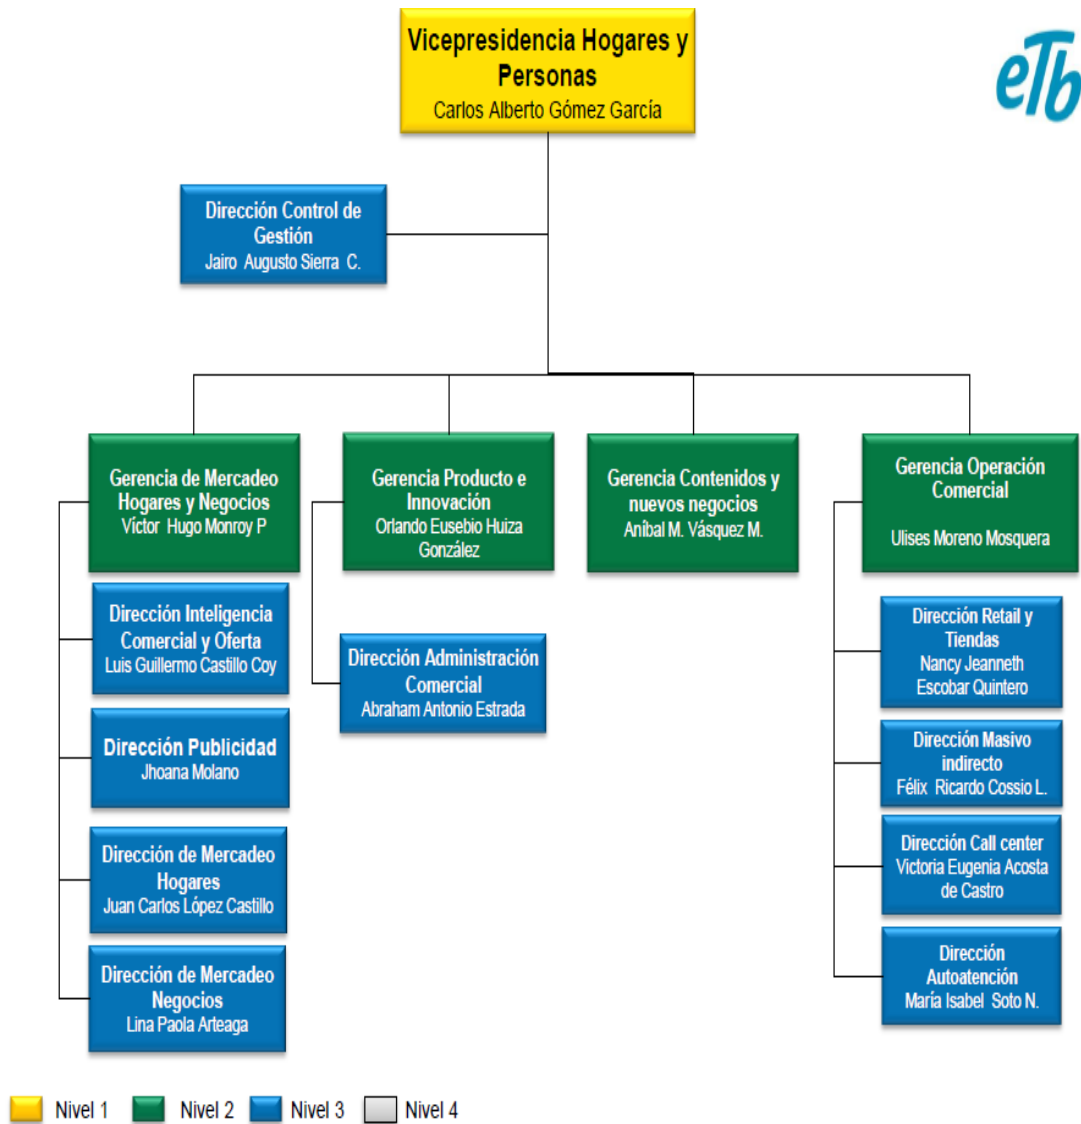 Vicepresidencia Hogares y
Personas
Carlos Alberto Gómez García
eTb
Dirección Control de
Gestión
Jairo Augusto Sierra C.
Gerencia de Mercadeo
Hogares y Negocios
Víctor Hugo Monroy P
Gerencia Producto e
Innovación
Orlando Eusebio Huiza
González
Gerencia Contenidos y
nuevos negocios
Aníbal M. Vásquez M.
Gerencia Operación
Comercial
Ulises Moreno Mosquera
Dirección Inteligencia
Comercial y Oferta
Luis Guillermo Castillo Coy
Dirección Publicidad
Jhoana Molano
Dirección de Mercadeo
Hogares
Juan Carlos López Castillo
Dirección de Mercadeo
Negocios
Lina Paola Arteaga
Dirección Administración
Comercial
Abraham Antonio Estrada
Dirección Retail y
Tiendas
Nancy Jeanneth
Escobar Quintero
Dirección Masivo
indirecto
Félix Ricardo Cossio L.
Dirección Call center
Victoria Eugenia Acosta
de Castro
Dirección
Autoatención
María Isabel Soto N.
Nivel 1 Nivel 2 Nivel 3 Nivel 4